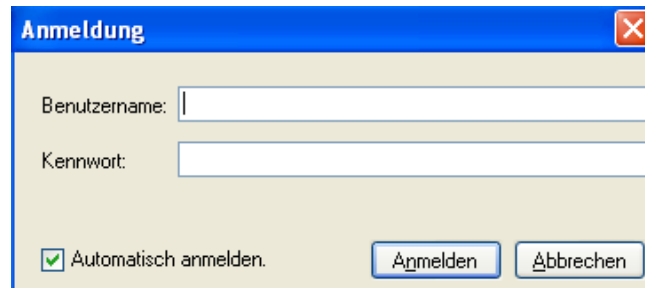 Anmeldung
Benutzername:
Kennwort:
Automatisch anmelden. Anmelden Abbrechen